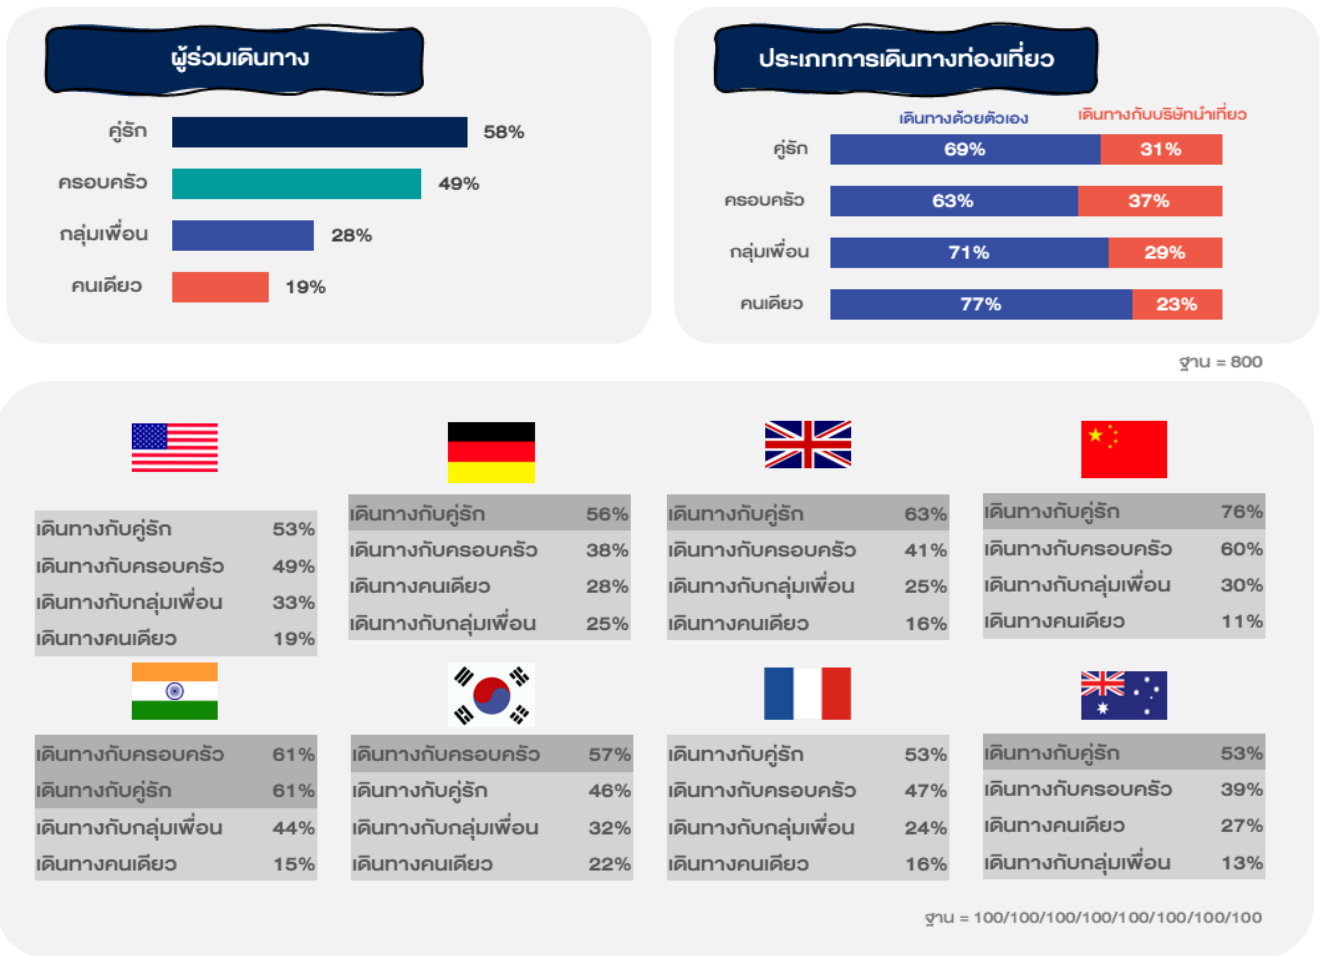 ผู้ร่วมเดินทาง
คู่รัก 58%
ครอบครัว 49%
กลุ่มเพื่อน 28%
คนเดียว 19%
ประเภทการเดินทางท่องเที่ยว
เดินทางด้วยตัวเอง เดินทางกับบริษัทนำเที่ยว
คู่รัก 69% 31%
ครอบครัว 63% 37%
กลุ่มเพื่อน 71% 29%
คนเดียว 77% 23%
ฐาน = 800
เดินทางกับคู่รัก 53%
เดินทางกับครอบครัว 49%
เดินทางกับกลุ่มเพื่อน 33%
เดินทางคนเดียว 19%
เดินทางกับคู่รัก 56%
เดินทางกับครอบครัว 38%
เดินทางคนเดียว 28%
เดินทางกับกลุ่มเพื่อน 25%
เดินทางกับคู่รัก 63%
เดินทางกับครอบครัว 41%
เดินทางกับกลุ่มเพื่อน 25%
เดินทางคนเดียว 16%
เดินทางกับคู่รัก 76%
เดินทางกับครอบครัว 60%
เดินทางกับกลุ่มเพื่อน 30%
เดินทางคนเดียว 11%
เดินทางกับครอบครัว 61%
เดินทางกับคู่รัก 61%
เดินทางกับกลุ่มเพื่อน 44%
เดินทางคนเดียว 15%
เดินทางกับครอบครัว 57%
เดินทางกับคู่รัก 46%
เดินทางกับกลุ่มเพื่อน 32%
เดินทางคนเดียว 22%
เดินทางกับคู่รัก 53%
เดินทางกับครอบครัว 47%
เดินทางกับกลุ่มเพื่อน 24%
เดินทางคนเดียว 16%
เดินทางกับคู่รัก 53%
เดินทางกับครอบครัว 39%
เดินทางคนเดียว 27%
เดินทางกับกลุ่มเพื่อน 13%
ฐาน = 100/100/100/100/100/100/100/100